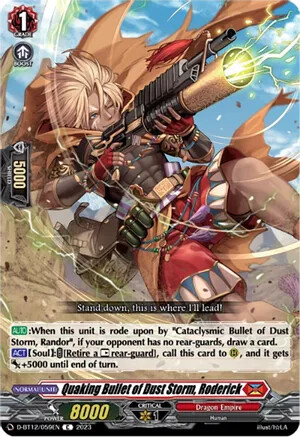 1
GRADE
BOOST
5000
SHIELD
Stand down, this is where I'll lead!
AUTO:When this unit is rode upon by "Cataclysmic Bullet of Dust
Storm, Randor", if your opponent has no rear-guards, draw a card.
ACT[Soul]:[Retire a rear-guard], call this card to, and it gets
+5000 until end of turn.
NORMAL UNIT
Quaking Bullet of Dust Storm, Roderick
POWER
8000
CRITICAL
1
Dragon Empire
Human
D-BT12/059EN C 2023